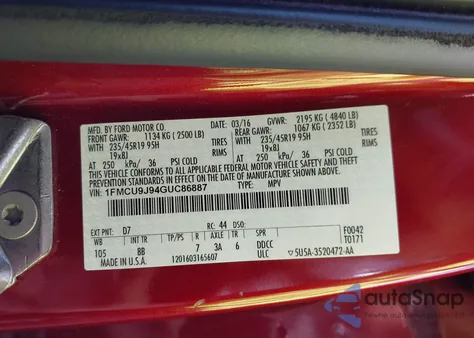 MFD. BY FORD MOTOR CO.
03/16 GVWR: 2195 KG ( 4840 LB)
FRONT GAWR: 1134 KG ( 2500 LB) REAR GAWR: 1067 KG ( 2352 LB)
WITH 235/45R19 95H TIRES WITH 235/45R19 95H TIRES
19x8J RIMS 19x8J RIMS
AT 250 kPa/ 36 PSI COLD AT 250 kPa/ 36 PSI COLD
THIS VEHICLE CONFORMS TO ALL APPLICABLE FEDERAL MOTOR VEHICLE SAFETY
AND THEFT PREVENTION STANDARDS IN EFFECT ON THE DATE OF MANUFACTURE
SHOWN ABOVE.
VIN: 1FMCU9J94GUC86887 TYPE: MPV
EXT PNT: D7 RC: 44 DSO: F0042
WB INT TR TP/PS R AXLE TR SPR T0171
105 8B 7 3A 6 DDCC
MADE IN U.S.A. 1201603165607 ULC 5U5A-3520472-AA
autoSnap